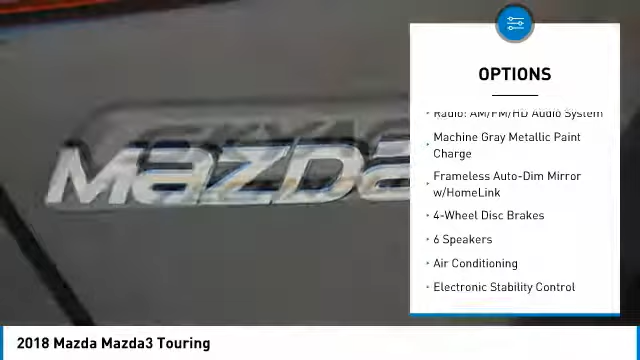 OPTIONS
Radio: AM/FM/HD Audio System
Machine Gray Metallic Paint
Charge
Frameless Auto-Dim Mirror
w/HomeLink
4-Wheel Disc Brakes
6 Speakers
Air Conditioning
Electronic Stability Control
mazda
2018 Mazda Mazda3 Touring